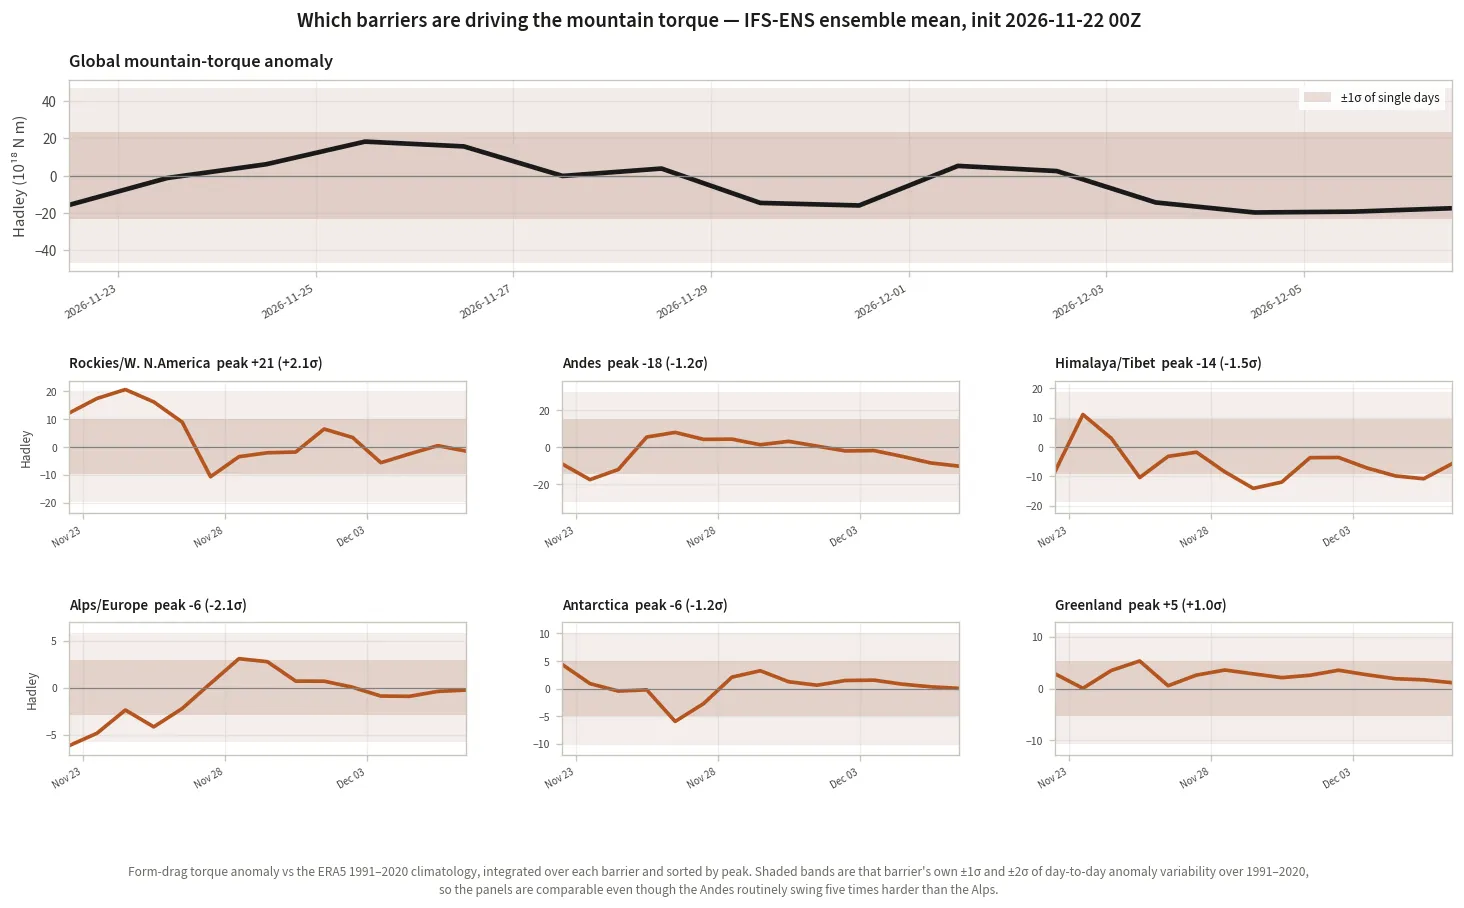 Which barriers are driving the mountain torque — IFS-ENS ensemble mean, init 2026-11-22 00Z
Global mountain-torque anomaly
Hadley (10¹⁸ N m)
40
20
0
−20
−40
±1σ of single days
2026-11-23
2026-11-25
2026-11-27
2026-11-29
2026-12-01
2026-12-03
2026-12-05
Rockies/W. N.America peak +21 (+2.1σ)
Hadley
20
10
0
−10
−20
Nov 23
Nov 28
Dec 03
Andes peak -18 (-1.2σ)
20
0
−20
Nov 23
Nov 28
Dec 03
Himalaya/Tibet peak -14 (-1.5σ)
20
10
0
−10
−20
Nov 23
Nov 28
Dec 03
Alps/Europe peak -6 (-2.1σ)
Hadley
5
0
−5
Nov 23
Nov 28
Dec 03
Antarctica peak -6 (-1.2σ)
10
5
0
−5
−10
Nov 23
Nov 28
Dec 03
Greenland peak +5 (+1.0σ)
10
0
−10
Nov 23
Nov 28
Dec 03
Form-drag torque anomaly vs the ERA5 1991–2020 climatology, integrated over each barrier and sorted by peak. Shaded bands are that barrier's own ±1σ and ±2σ of day-to-day anomaly variability over 1991–2020,
so the panels are comparable even though the Andes routinely swing five times harder than the Alps.